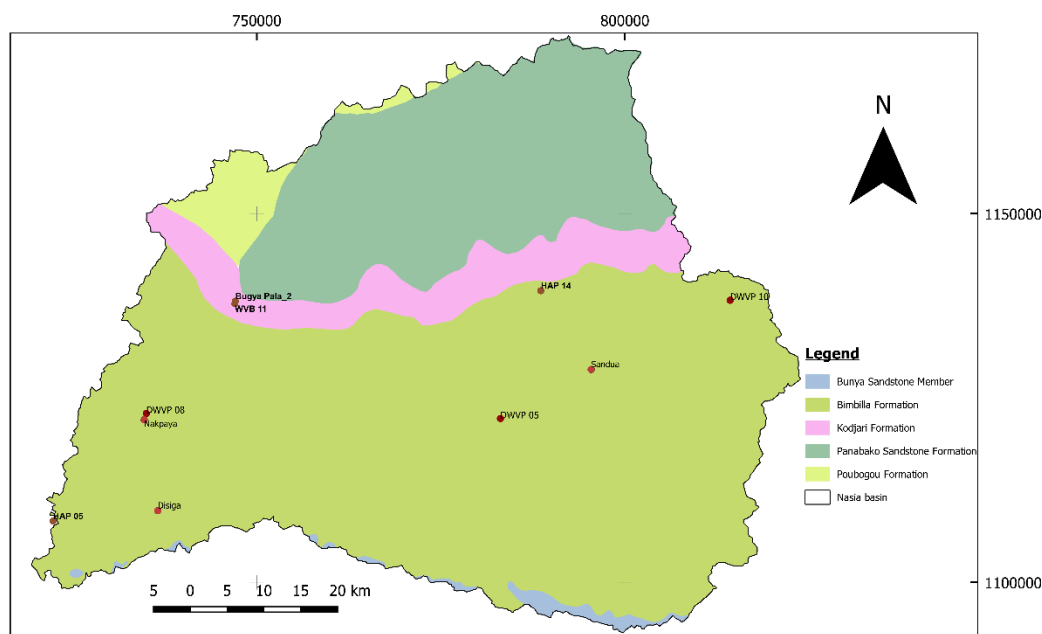 750000
800000
N
1150000
Bugya Pala_2
WVB 11
HAP 14
DWVP 10
Sandua
DWVP 08
Nakpaya
DWVP 05
Disiga
HAP 06
Legend
Bunya Sandstone Member
Bimbilla Formation
Kodjari Formation
Panabako Sandstone Formation
Poubogou Formation
Nasia basin
5 0 5 10 15 20 km
1100000